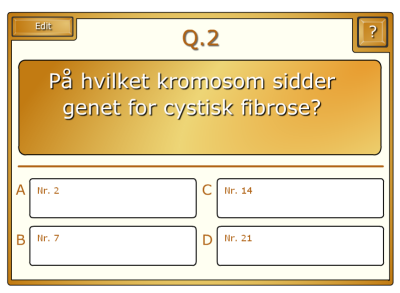 Edit
Q.2
?
På hvilket kromosom sidder
genet for cystisk fibrose?
A
Nr. 2
C
Nr. 14
B
Nr. 7
D
Nr. 21